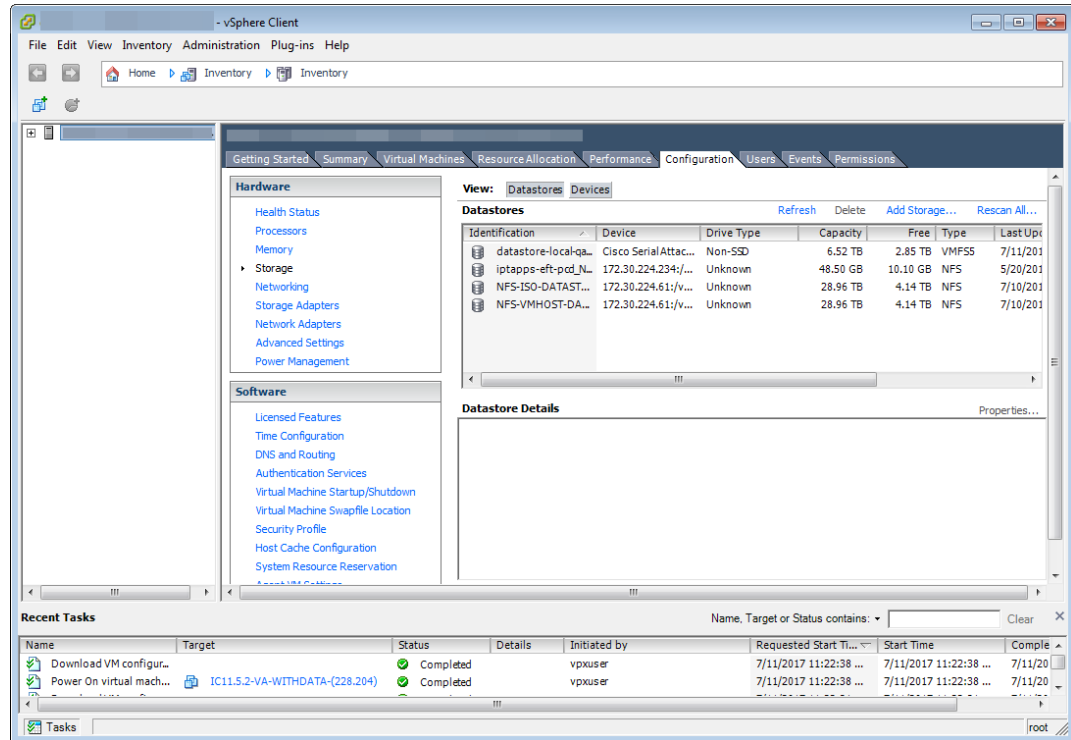 - vSphere Client
File Edit View Inventory Administration Plug-ins Help
Home Inventory Inventory
Getting Started Summary Virtual Machines Resource Allocation Performance Configuration Users Events Permissions
Hardware
Health Status
Processors
Memory
Storage
Networking
Storage Adapters
Network Adapters
Advanced Settings
Power Management
Software
Licensed Features
Time Configuration
DNS and Routing
Authentication Services
Virtual Machine Startup/Shutdown
Virtual Machine Swapfile Location
Security Profile
Host Cache Configuration
System Resource Reservation
View: Datastores Devices
Datastores Refresh Delete Add Storage... Rescan All...
Identification Device Drive Type Capacity Free Type Last Upd
datastore-local-qa... Cisco Serial Attac... Non-SSD 6.52 TB 2.85 TB VMFS5 7/11/201
iptapps-eft-pcd_N... 172.30.224.234:/... Unknown 48.50 GB 10.10 GB NFS 5/20/201
NFS-ISO-DATAST... 172.30.224.61:/v... Unknown 28.96 TB 4.14 TB NFS 7/10/201
NFS-VMHOST-DA... 172.30.224.61:/v... Unknown 28.96 TB 4.14 TB NFS 7/10/201
Datastore Details Properties...
Recent Tasks Name, Target or Status contains: Clear
Name Target Status Details Initiated by Requested Start Ti... Start Time Comple
Download VM configur... Completed vpxuser 7/11/2017 11:22:38 ... 7/11/2017 11:22:38 ... 7/11/20
Power On virtual mach... IC11.5.2-VA-WITHDATA-(228.204) Completed vpxuser 7/11/2017 11:22:38 ... 7/11/2017 11:22:38 ... 7/11/20
Tasks root